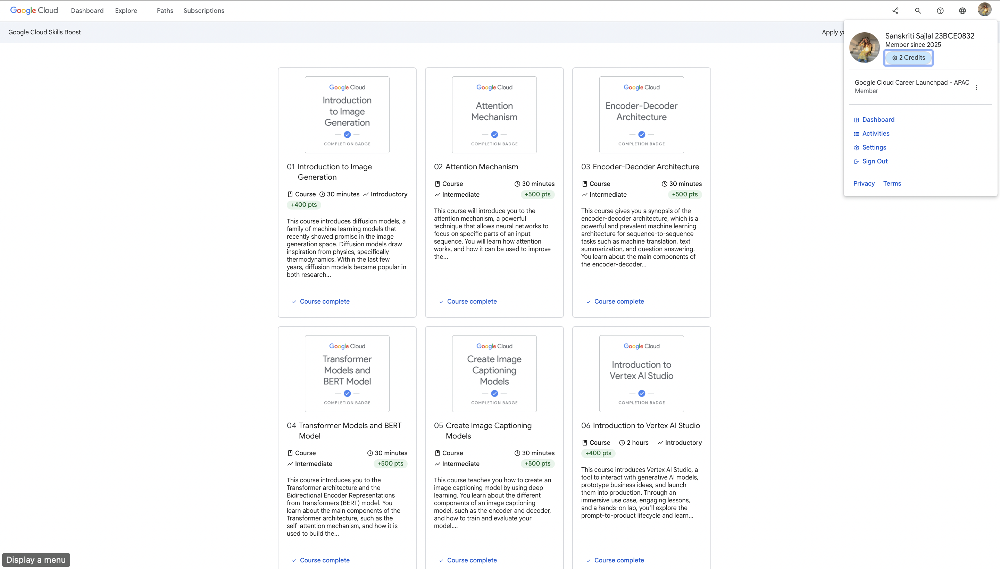 Google Cloud Dashboard Explore Paths Subscriptions
Google Cloud Skills Boost
Apply yo
Sanskriti Sajlal 23BCE0832
Member since 2025
2 Credits
Google Cloud Career Launchpad - APAC
Member
Dashboard
Activities
Settings
Sign Out
Privacy Terms
Google Cloud
Introduction
to Image
Generation
COMPLETION BADGE
01 Introduction to Image
Generation
Course 30 minutes Introductory
+400 pts
This course introduces diffusion models, a
family of machine learning models that
recently showed promise in the image
generation space. Diffusion models draw
inspiration from physics, specifically
thermodynamics. Within the last few
years, diffusion models became popular in
both research...
Course complete
Google Cloud
Attention
Mechanism
COMPLETION BADGE
02 Attention Mechanism
Course 30 minutes
Intermediate +500 pts
This course will introduce you to the
attention mechanism, a powerful
technique that allows neural networks to
focus on specific parts of an input
sequence. You will learn how attention
works, and how it can be used to improve
the...
Course complete
Google Cloud
Encoder-Decoder
Architecture
COMPLETION BADGE
03 Encoder-Decoder Architecture
Course 30 minutes
Intermediate +500 pts
This course gives you a synopsis of the
encoder-decoder architecture, which is a
powerful and prevalent machine learning
architecture for sequence-to-sequence
tasks such as machine translation, text
summarization, and question answering.
You learn about the main components of
the encoder-decoder...
Course complete
Google Cloud
Transformer
Models and
BERT Model
COMPLETION BADGE
04 Transformer Models and BERT
Model
Course 30 minutes
Intermediate +500 pts
This course introduces you to the
Transformer architecture and the
Bidirectional Encoder Representations
from Transformers (BERT) model. You
learn about the main components of the
Transformer architecture, such as the
self-attention mechanism, and how it is
used to build the...
Course complete
Google Cloud
Create Image
Captioning
Models
COMPLETION BADGE
05 Create Image Captioning
Models
Course 30 minutes
Intermediate +500 pts
This course teaches you how to create an
image captioning model by using deep
learning. You learn about the different
components of an image captioning
model, such as the encoder and decoder,
and how to train and evaluate your
model....
Course complete
Google Cloud
Introduction to
Vertex AI Studio
COMPLETION BADGE
06 Introduction to Vertex AI Studio
Course 2 hours Introductory
+400 pts
This course introduces Vertex AI Studio, a
tool to interact with generative AI models,
prototype business ideas, and launch
them into production. Through an
immersive use case, engaging lessons,
and a hands-on lab, you'll explore the
prompt-to-product lifecycle and learn...
Course complete
Display a menu